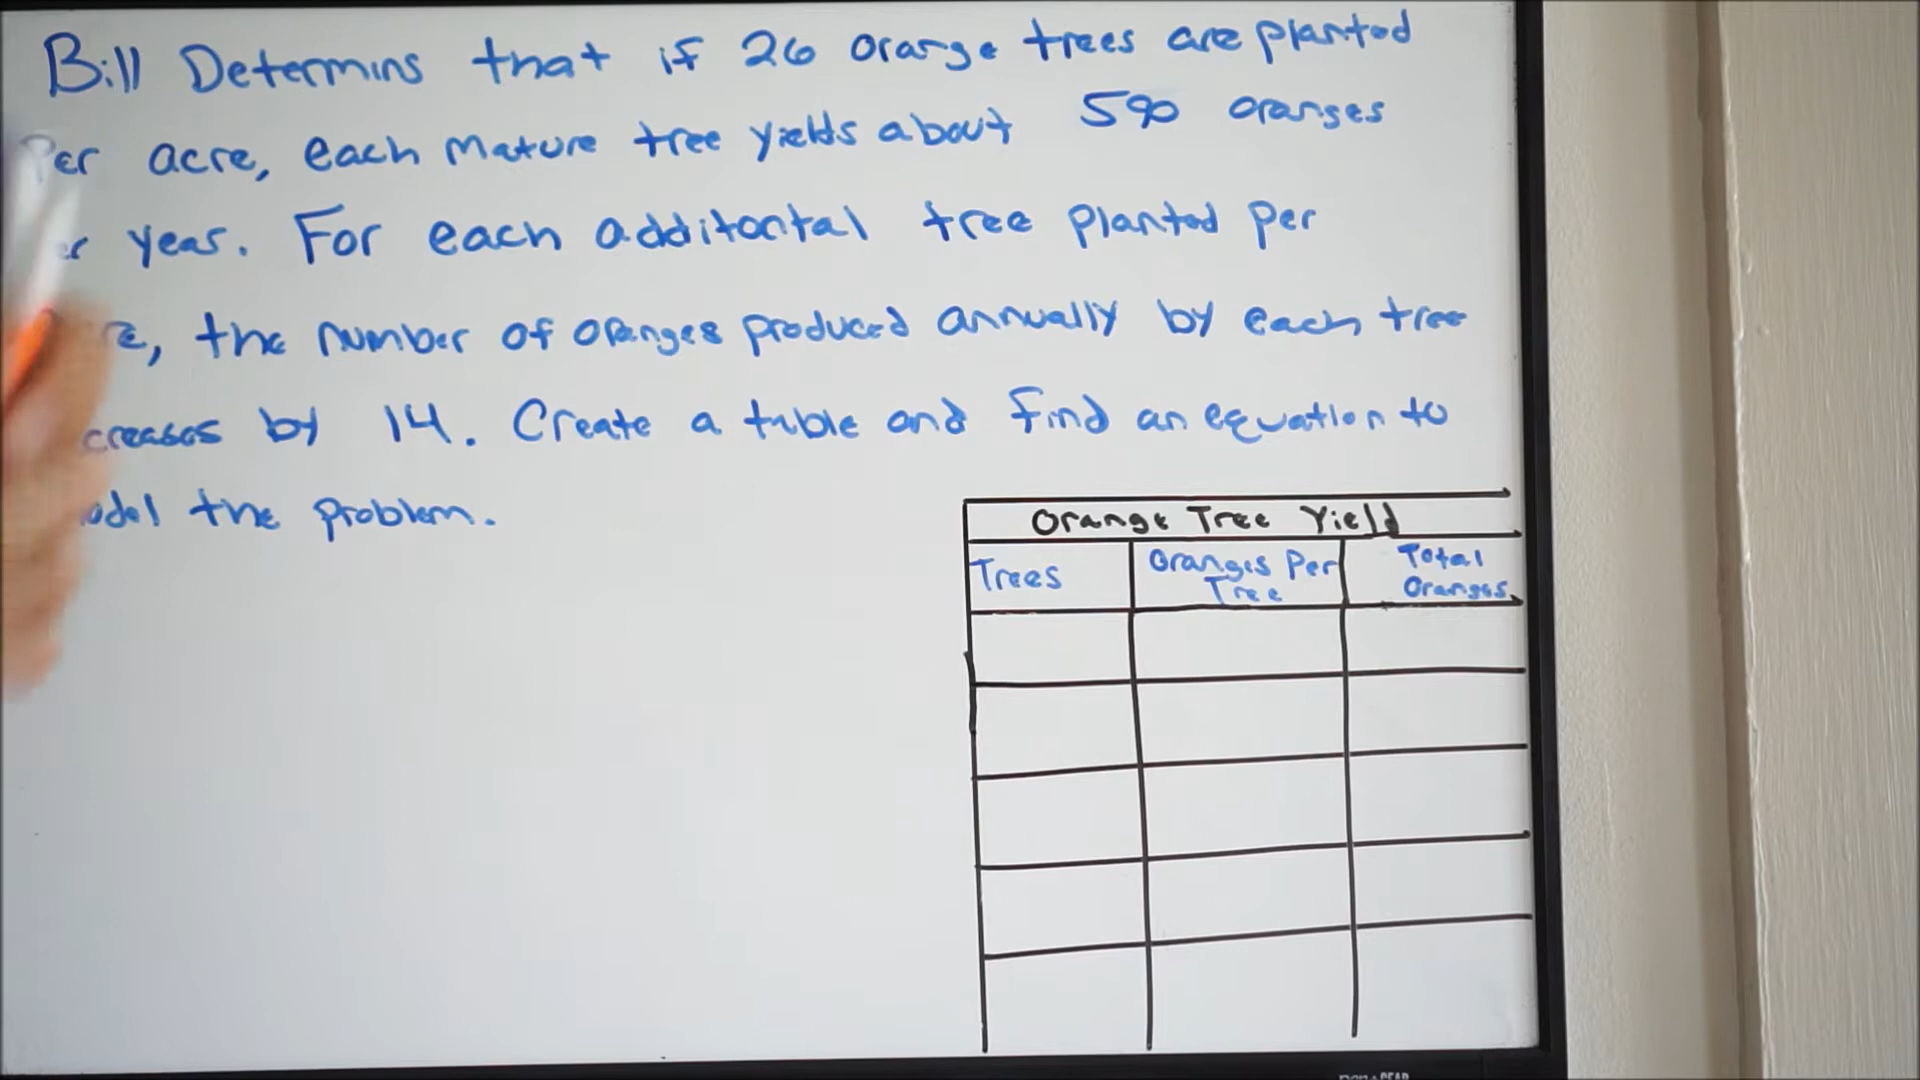 Bill Determins that if 26 orange trees are planted
Per acre, each mature tree yields about 590 oranges
year. For each additontal tree planted per
the number of oranges produced annually by each tree
creases by 14. Create a table and find an equation to
the problem.
Orange Tree Yield
Trees Oranges Per Tree Total Oranges